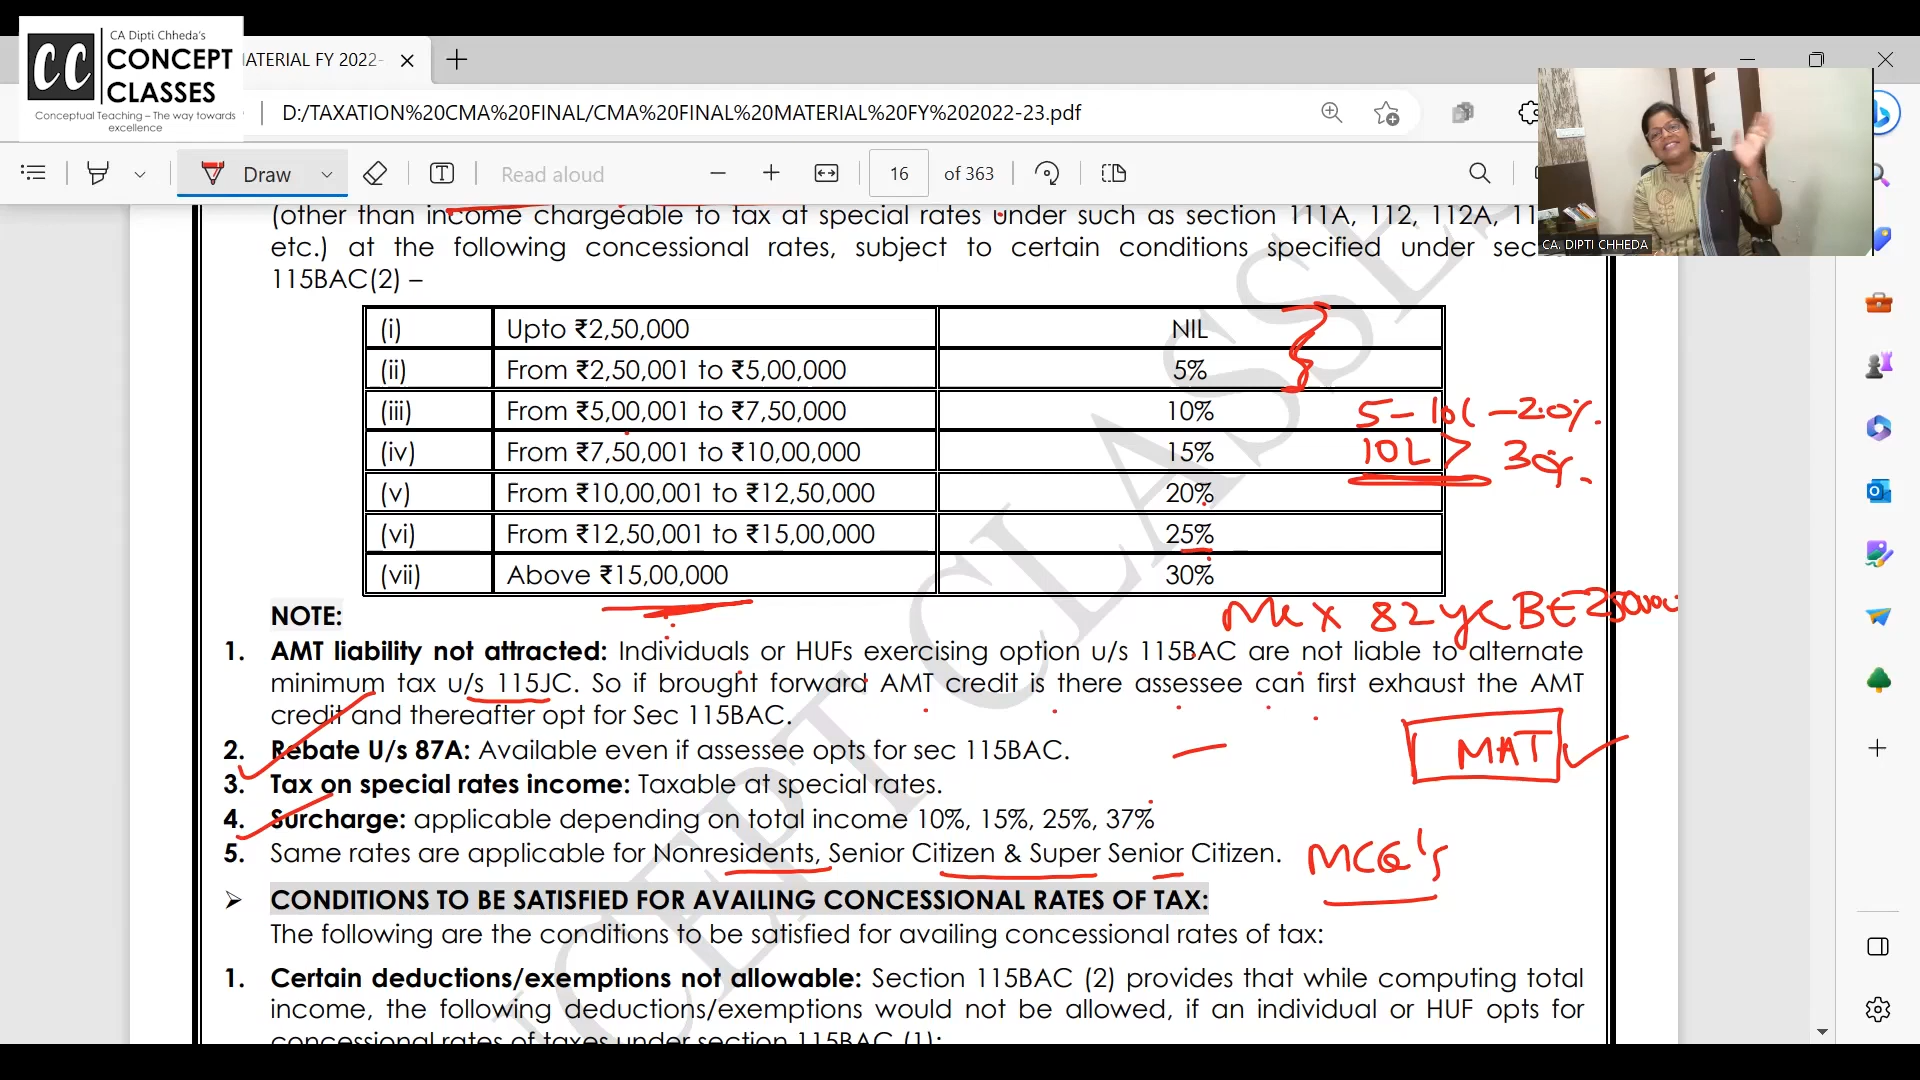 CA Dipti Chheda's
CC CONCEPT
CLASSES
Conceptual Teaching – The way towards
excellence
ATERIAL FY 2022-
D:/TAXATION%20CMA%20FINAL/CMA%20FINAL%20MATERIAL%20FY%202022-23.pdf
Draw
Read aloud
16 of 363
CA. DIPTI CHHEDA
(other than income chargeable to tax at special rates under such as section 111A, 112, 112A, 11
etc.) at the following concessional rates, subject to certain conditions specified under sec
115BAC(2) –
(i) Upto ₹2,50,000 NIL
(ii) From ₹2,50,001 to ₹5,00,000 5%
(iii) From ₹5,00,001 to ₹7,50,000 10%
5 – 10L – 20%.
(iv) From ₹7,50,001 to ₹10,00,000 15%
10L > 30%.
(v) From ₹10,00,001 to ₹12,50,000 20%
(vi) From ₹12,50,001 to ₹15,00,000 25%
(vii) Above ₹15,00,000 30%
NOTE:
X 82 BE
1. AMT liability not attracted: Individuals or HUFs exercising option u/s 115BAC are not liable to alternate
minimum tax u/s 115JC. So if brought forward AMT credit is there assessee can first exhaust the AMT
credit and thereafter opt for Sec 115BAC.
MAT
2. Rebate U/s 87A: Available even if assessee opts for sec 115BAC.
3. Tax on special rates income: Taxable at special rates.
4. Surcharge: applicable depending on total income 10%, 15%, 25%, 37%
5. Same rates are applicable for Nonresidents, Senior Citizen & Super Senior Citizen.
MCQ's
➢ CONDITIONS TO BE SATISFIED FOR AVAILING CONCESSIONAL RATES OF TAX:
The following are the conditions to be satisfied for availing concessional rates of tax:
1. Certain deductions/exemptions not allowable: Section 115BAC (2) provides that while computing total
income, the following deductions/exemptions would not be allowed, if an individual or HUF opts for
concessional rates of taxes under section 115BAC (1):